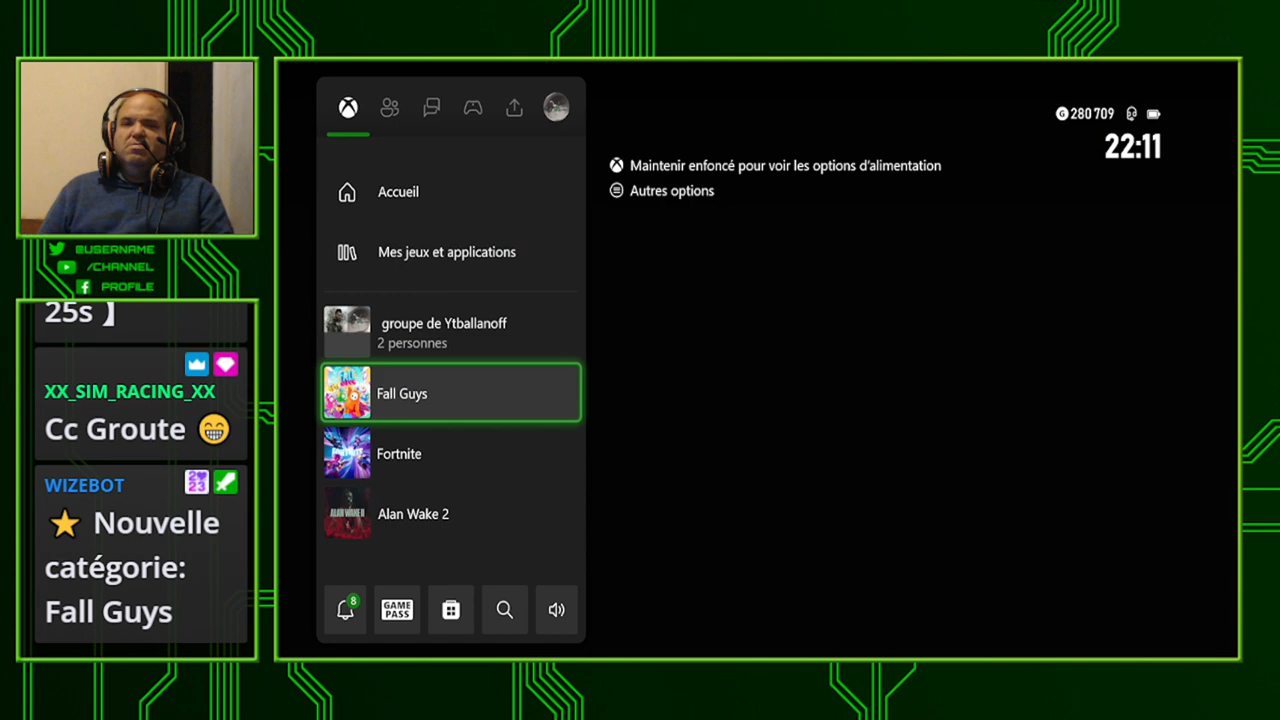 @USERNAME
/CHANNEL
PROFILE
25s 】
XX_SIM_RACING_XX
Cc Groute 😁
WIZEBOT
⭐ Nouvelle
catégorie:
Fall Guys
Accueil
Mes jeux et applications
groupe de Ytballanoff
2 personnes
Fall Guys
Fortnite
Alan Wake 2
8
GAME
PASS
Maintenir enfoncé pour voir les options d'alimentation
Autres options
G 280 709
22:11